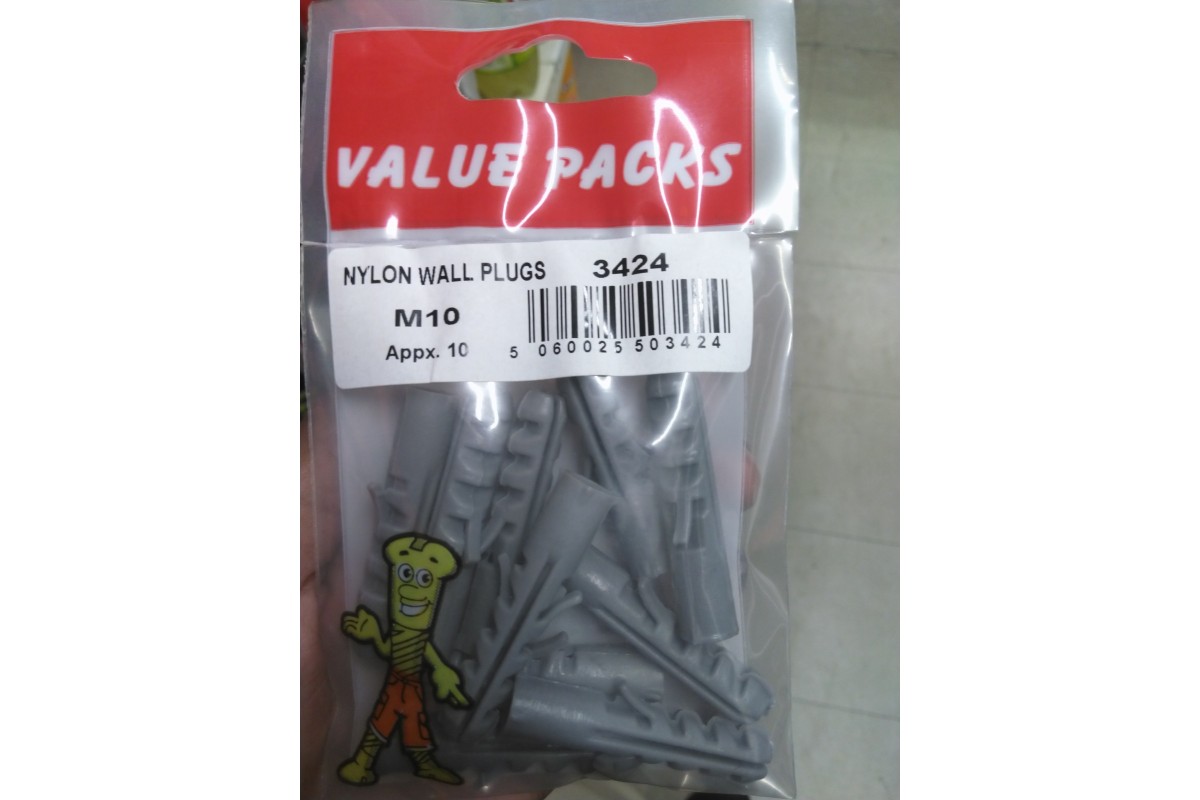 VALUE PACKS
NYLON WALL PLUGS 3424
M10
Appx. 10
5 060025 503424